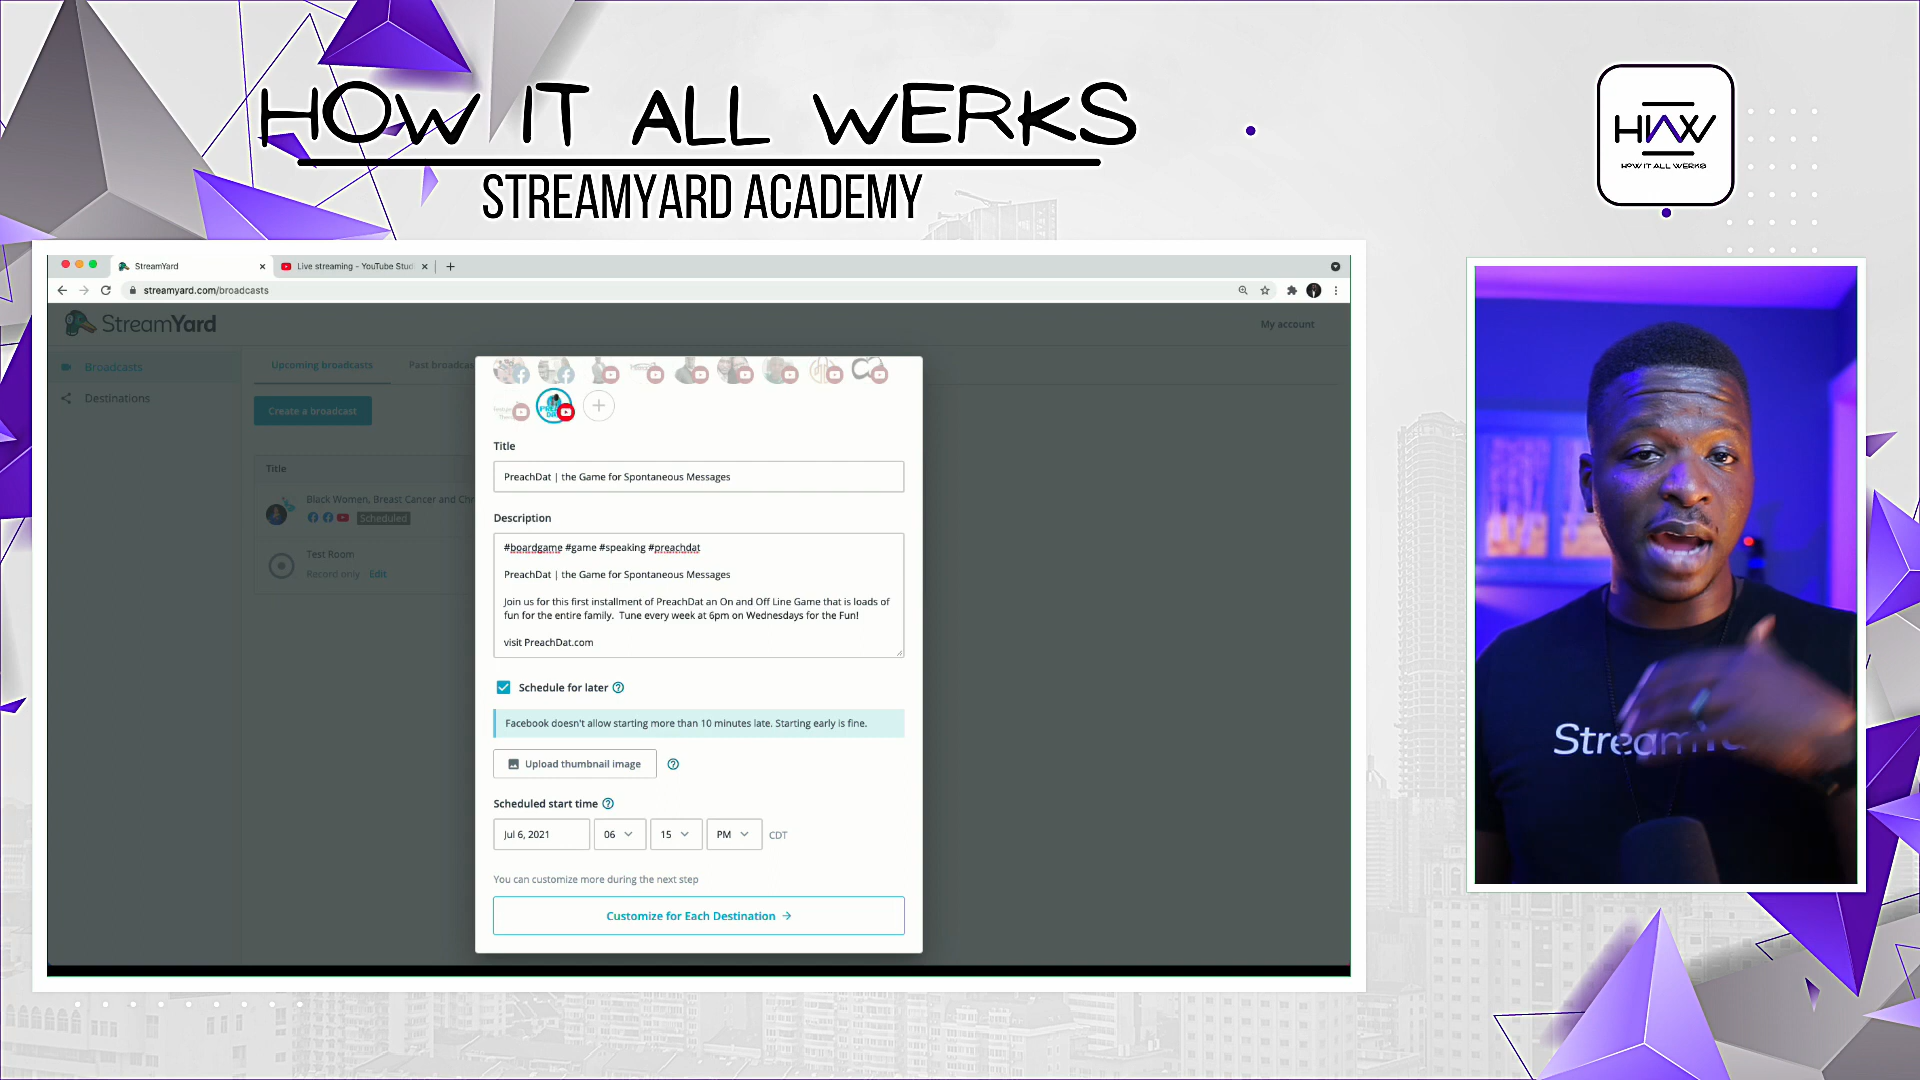 HOW IT ALL WERKS
STREAMYARD ACADEMY
HIAW
HOW IT ALL WERKS
StreamYard
Live streaming - YouTube Stud
streamyard.com/broadcasts
StreamYard
My account
Broadcasts
Destinations
Upcoming broadcasts
Past broadcas
Create a broadcast
Title
Black Women, Breast Cancer and Chr
Scheduled
Test Room
Record only Edit
Title
PreachDat | the Game for Spontaneous Messages
Description
#boardgame #game #speaking #preachdat
PreachDat | the Game for Spontaneous Messages
Join us for this first installment of PreachDat an On and Off Line Game that is loads of
fun for the entire family. Tune every week at 6pm on Wednesdays for the Fun!
visit PreachDat.com
Schedule for later
Facebook doesn't allow starting more than 10 minutes late. Starting early is fine.
Upload thumbnail image
Scheduled start time
Jul 6, 2021 06 15 PM CDT
You can customize more during the next step
Customize for Each Destination →